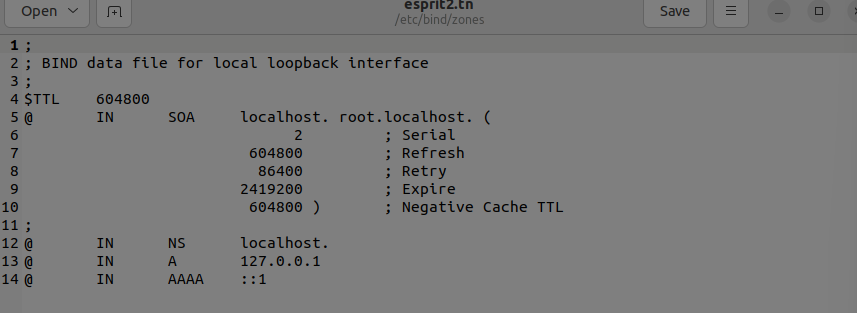 esprit2.tn
Open
/etc/bind/zones
Save
1 ;
2 ; BIND data file for local loopback interface
3 ;
4 $TTL 604800
5 @ IN SOA localhost. root.localhost. (
6 2 ; Serial
7 604800 ; Refresh
8 86400 ; Retry
9 2419200 ; Expire
10 604800 ) ; Negative Cache TTL
11 ;
12 @ IN NS localhost.
13 @ IN A 127.0.0.1
14 @ IN AAAA ::1